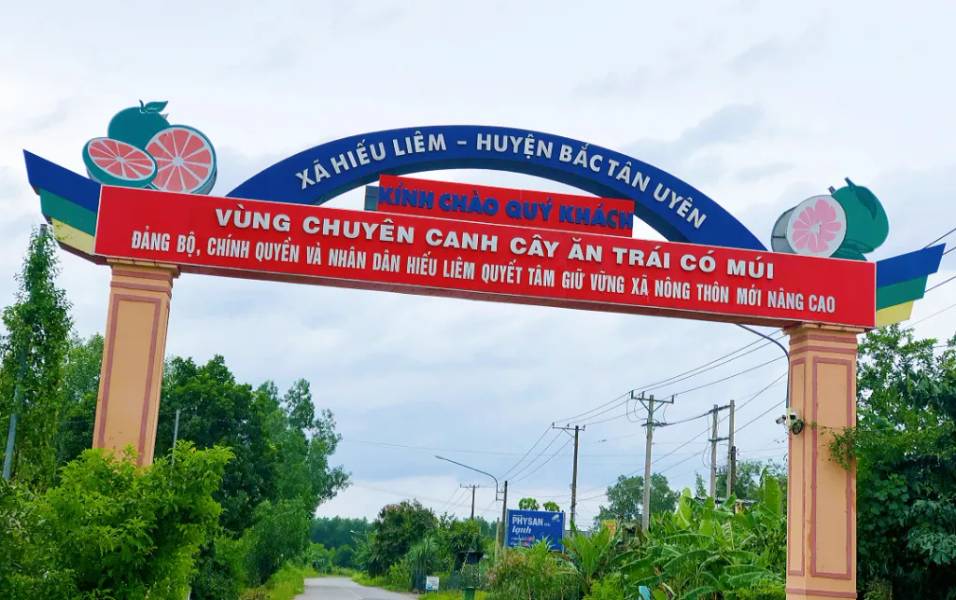 XÃ HIẾU LIÊM - HUYỆN BẮC TÂN UYÊN
KÍNH CHÀO QUÝ KHÁCH
VÙNG CHUYÊN CANH CÂY ĂN TRÁI CÓ MÚI
ĐẢNG BỘ, CHÍNH QUYỀN VÀ NHÂN DÂN HIẾU LIÊM QUYẾT TÂM GIỮ VỮNG XÃ NÔNG THÔN MỚI NÂNG CAO
PHYSAN
lạnh